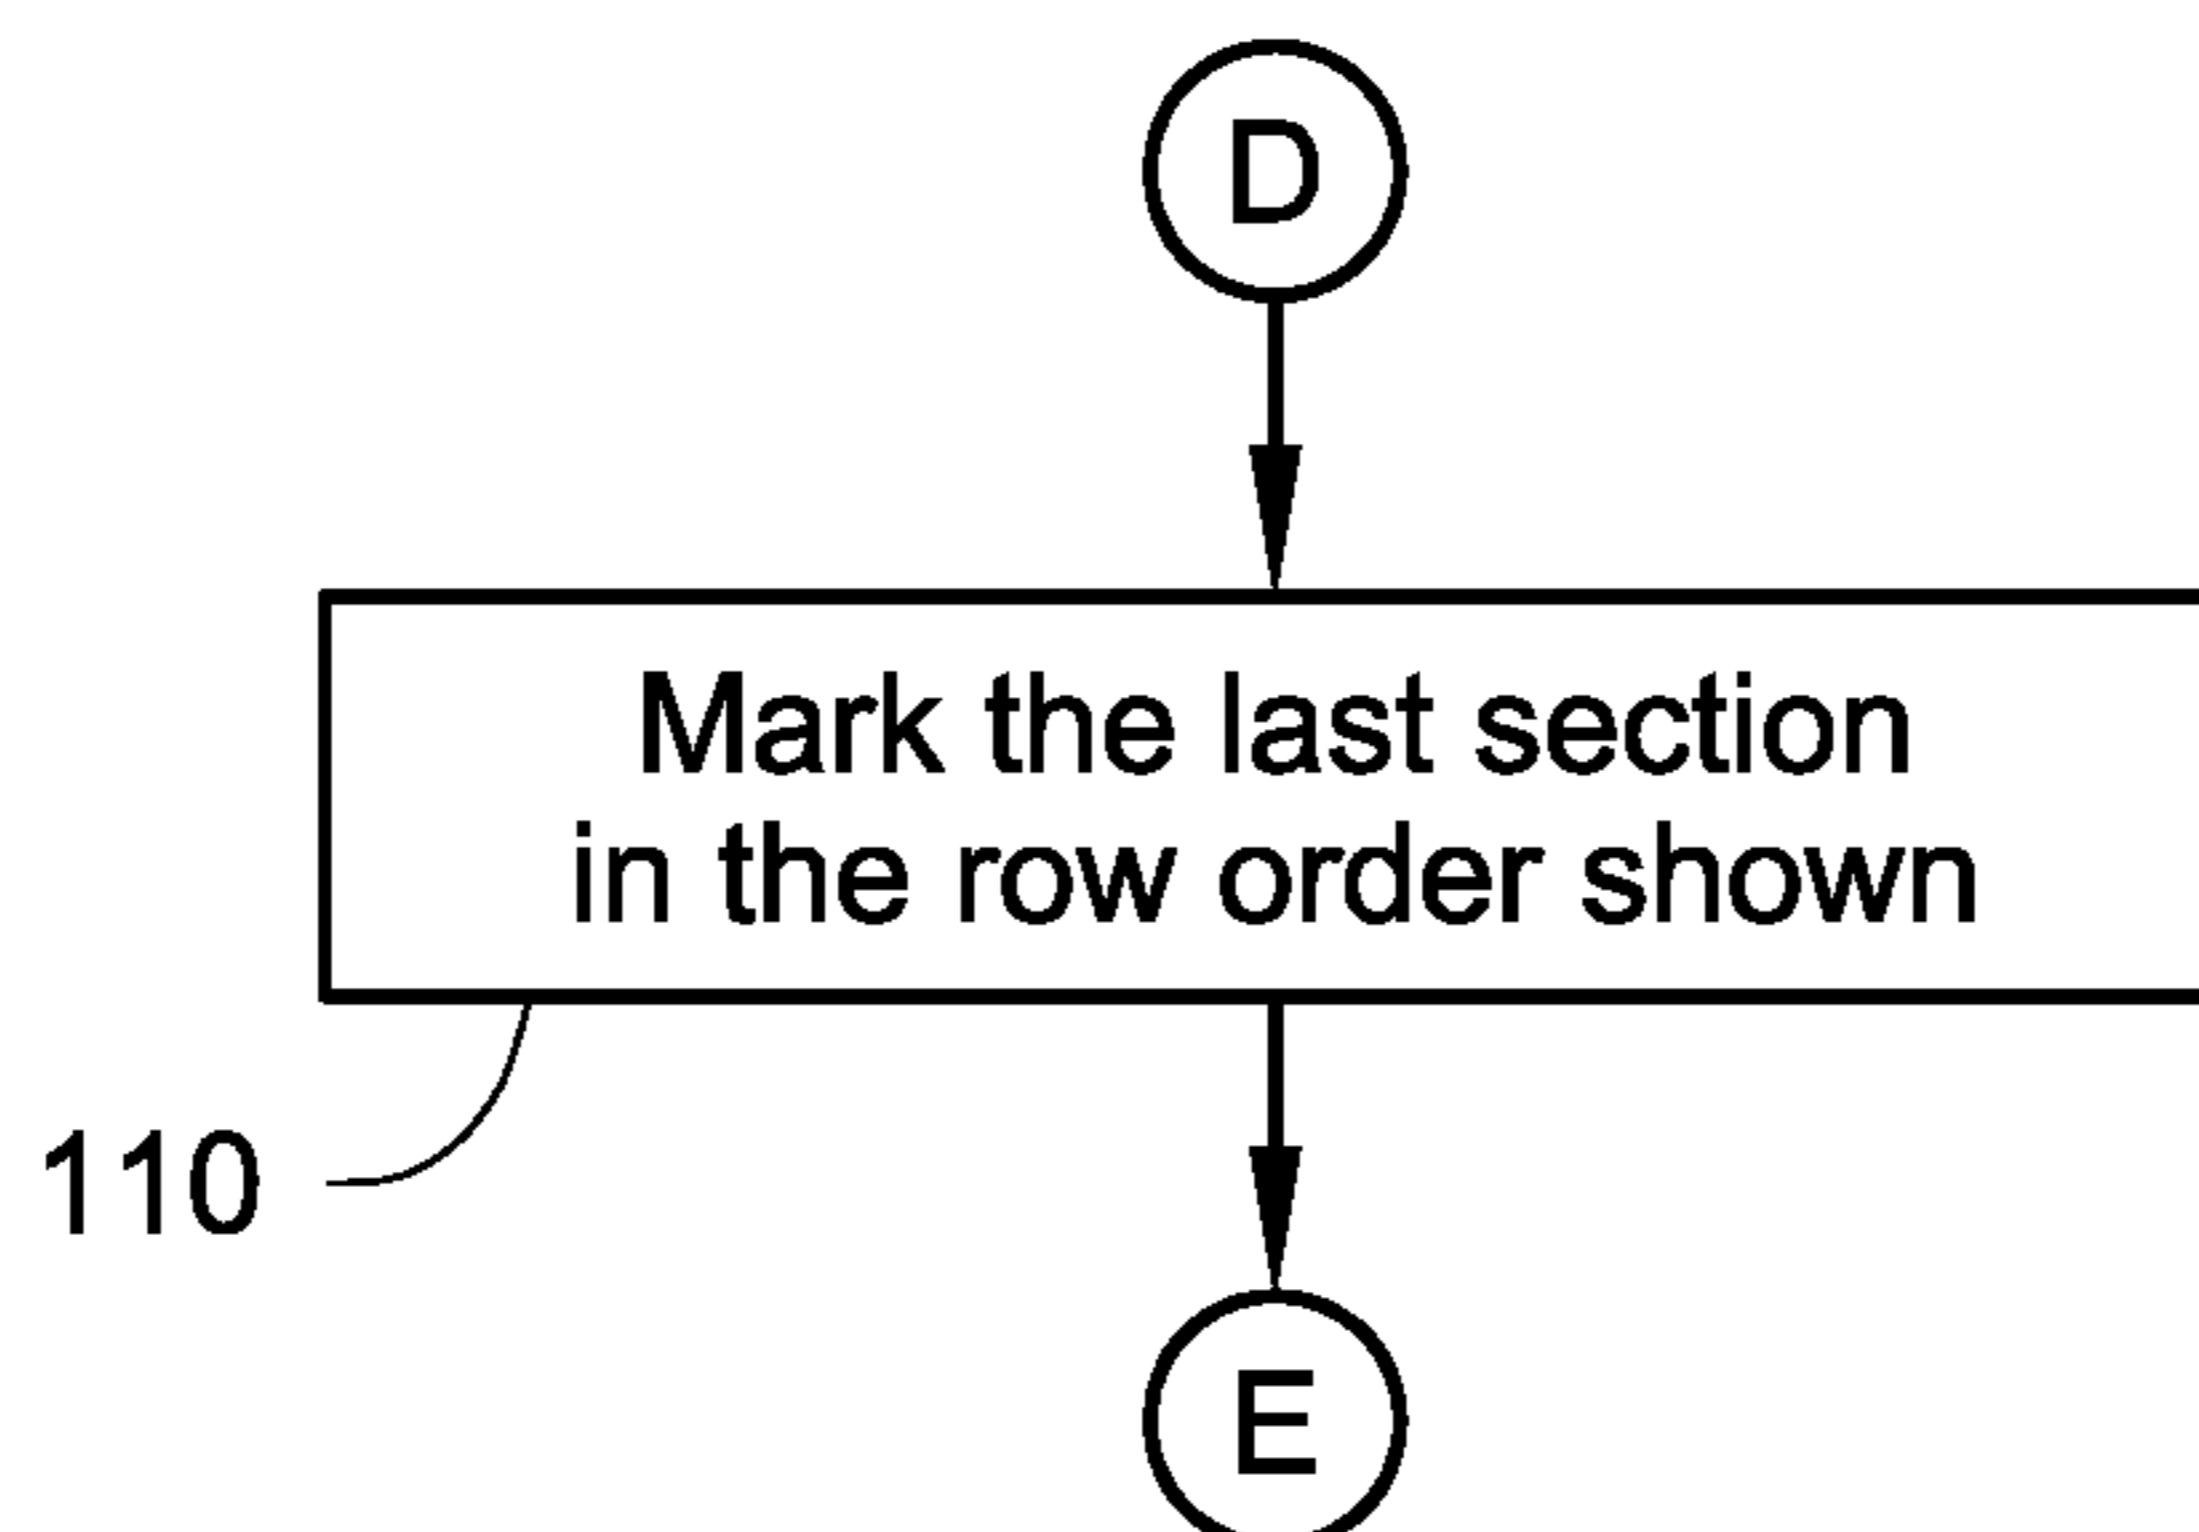 D
Mark the last section
in the row order shown
110
E